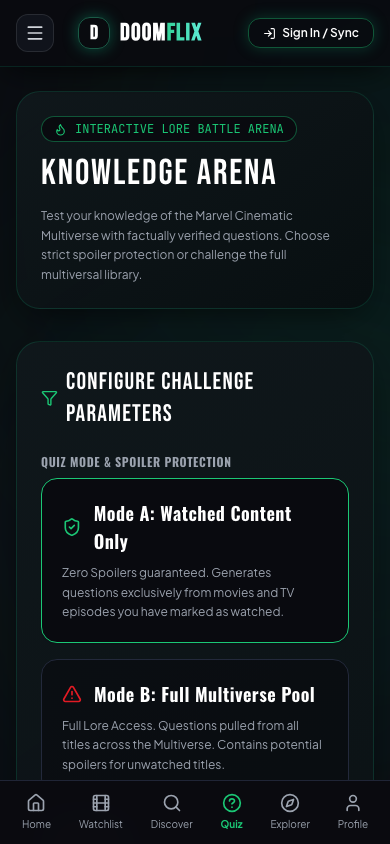 D DOOMFLIX Sign In / Sync
INTERACTIVE LORE BATTLE ARENA
KNOWLEDGE ARENA
Test your knowledge of the Marvel Cinematic
Multiverse with factually verified questions. Choose
strict spoiler protection or challenge the full
multiversal library.
CONFIGURE CHALLENGE
PARAMETERS
QUIZ MODE & SPOILER PROTECTION
Mode A: Watched Content
Only
Zero Spoilers guaranteed. Generates
questions exclusively from movies and TV
episodes you have marked as watched.
Mode B: Full Multiverse Pool
Full Lore Access. Questions pulled from all
titles across the Multiverse. Contains potential
spoilers for unwatched titles.
Home Watchlist Discover Quiz Explorer Profile